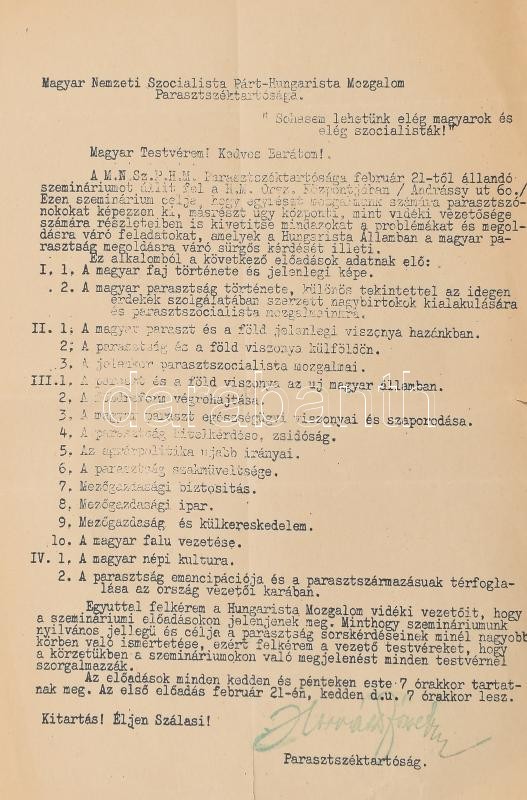 Magyar Nemzeti Szocialista Párt-Hungarista Mozgalom
Parasztszéktartósága.
" Sohasem lehetünk elég magyarok és
elég szocialisták!"
Magyar Testvérem! Kedves Barátom!
A M.N.Sz.P.H.M. Parasztszéktartósága február 21-től állandó
szemináriumot állit fel a H.M. Orsz. Központjában / Andrássy ut 60./
Ezen szeminárium célja, hogy egyrészt mozgalmunk számára parasztszó-
nokokat képezzen ki, másrészt ugy központi, mint vidéki vezetősége
számára részleteiben is kivetitse mindazokat a problémákat és megol-
dásra váró feladatokat, amelyek a Hungarista Államban a magyar pa-
rasztság megoldásra váró sürgős kérdését illeti.
Ez alkalomból a következő előadások adatnak elő:
I. 1, A magyar faj története és jelenlegi képe.
. 2. A magyar parasztság története, különös tekintettel az idegen
érdekek szolgálatában szerzett nagybirtokok kialakulására
és parasztszocialista mozgalmainkra.
II. 1; A magyar paraszt és a föld jelenlegi viszonya hazánkban.
2; A parasztság és a föld viszonya külföldön.
3, A jelenkor parasztszocialista mozgalmai.
III.1, A paraszt és a föld viszonya az uj magyar államban.
2, A földreform végrehajtása.
3, A magyar paraszt egészségügyi viszonyai és szaporodása.
4, A parasztság hitelkérdése, zsidóság.
5. Az agrárpolitika ujabb irányai.
6. A parasztság szakmüveltsége.
7. Mezőgazdasági biztositás.
8, Mezőgazdasági ipar.
9, Mezőgazdaság és külkereskedelem.
1o. A magyar falu vezetése.
IV. 1, A magyar népi kultura.
2. A parasztság emancipációja és a parasztszármazásuak térfogla-
lása az ország vezetői karában.
Egyuttal felkérem a Hungarista Mozgalom vidéki vezetőit, hogy
a szemináriumi előadásokon jelenjenek meg. Minthogy szemináriumunk
nyilvános jellegü és célja a parasztság sorskérdéseinek minél nagyobb
körben való ismertetése, ezért felkérem a vezető testvéreket, hogy
a körzetükben a szemináriumokon való megjelenést minden testvérnél
szorgalmazzák.
Az előadások minden kedden és pénteken este 7 órakkor tartat-
nak meg. Az első előadás február 21-én, kedden d.u. 7 órakkor lesz.
Kitartás! Éljen Szálasi!
Parasztszéktartóság.
darabanth